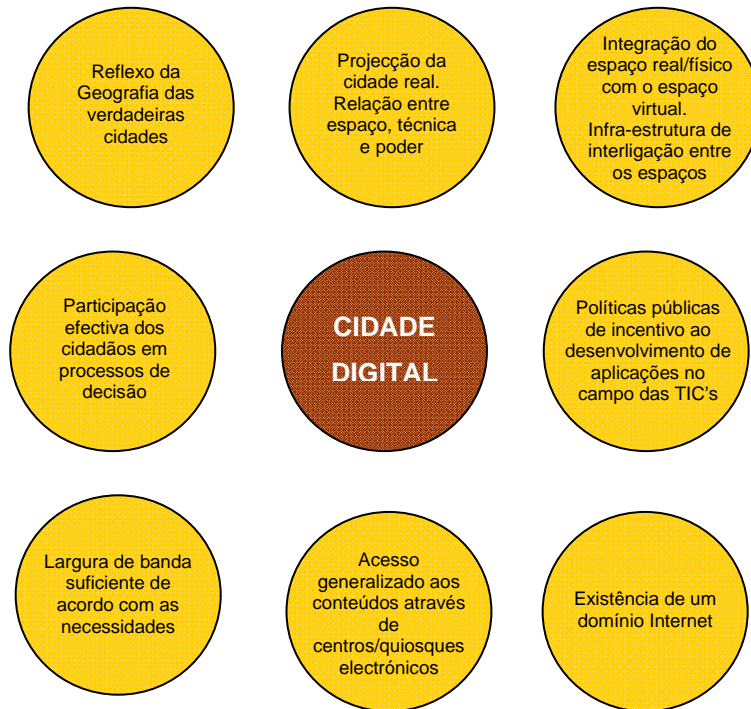 Reflexo da
Geografia das
verdadeiras
cidades
Projecção da
cidade real.
Relação entre
espaço, técnica
e poder
Integração do
espaço real/físico
com o espaço
virtual.
Infra-estrutura de
interligação entre
os espaços
Participação
efectiva dos
cidadãos em
processos de
decisão
CIDADE
DIGITAL
Políticas públicas
de incentivo ao
desenvolvimento de
aplicações no
campo das TIC's
Largura de banda
suficiente de
acordo com as
necessidades
Acesso
generalizado aos
conteúdos através
de
centros/quiosques
electrónicos
Existência de um
domínio Internet